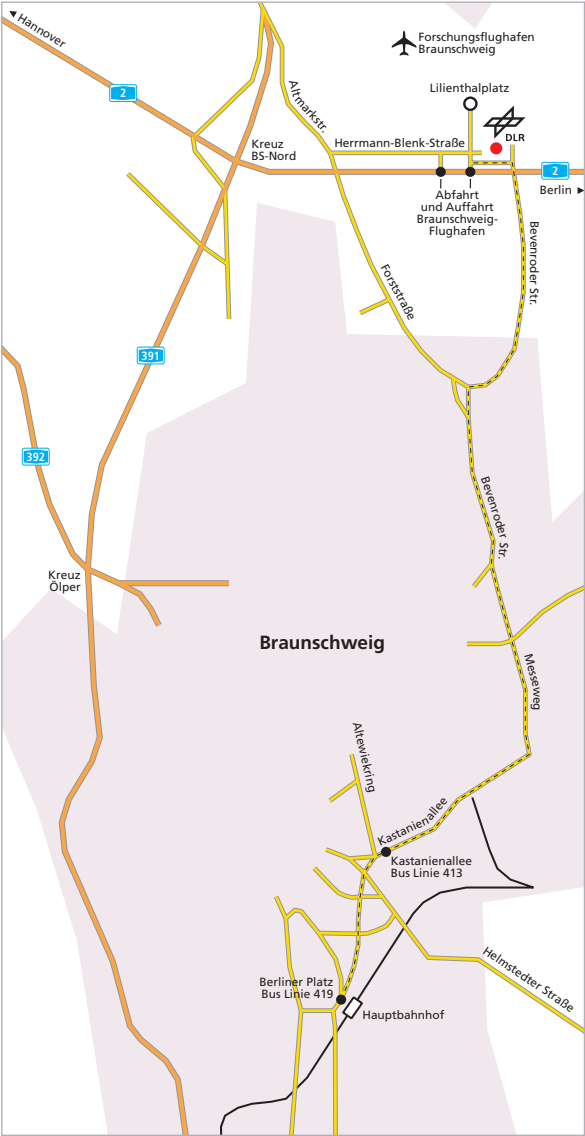 Hannover
2
Forschungsflughafen
Braunschweig
Altmarkstr.
Lilienthalplatz
DLR
Kreuz
BS-Nord
Herrmann-Blenk-Straße
2
Berlin
Abfahrt
und Auffahrt
Braunschweig-
Flughafen
Bevenroder Str.
Forststraße
391
392
Bevenroder Str.
Kreuz
Ölper
Braunschweig
Messeweg
Altewiekring
Kastanienallee
Kastanienallee
Bus Linie 413
Helmstedter Straße
Berliner Platz
Bus Linie 419
Hauptbahnhof